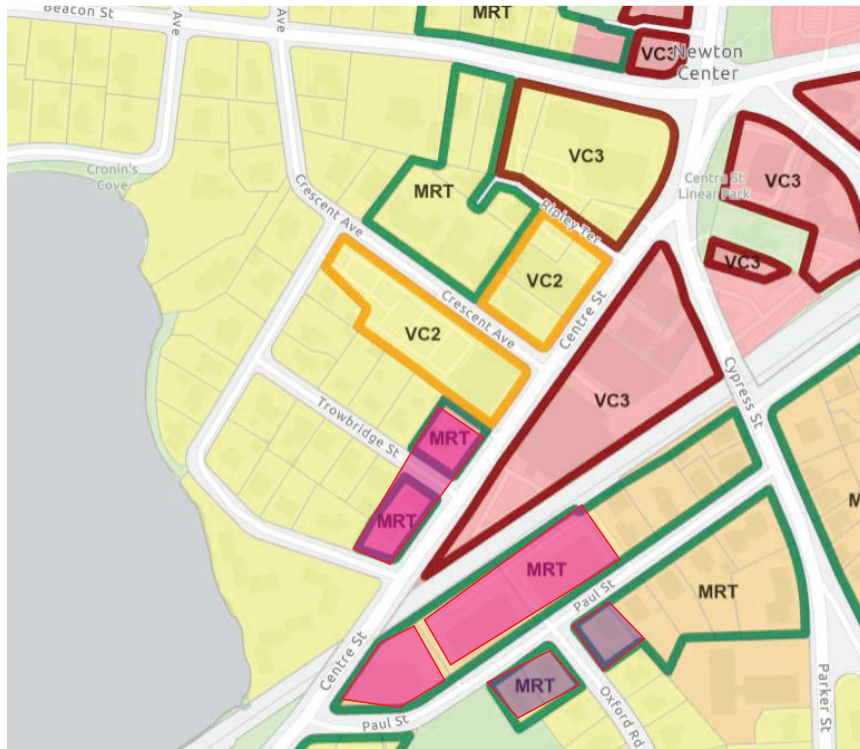 Beacon St
Ave
Ave
MRT
VC3
Newton
Center
Cronin's
Cove
VC3
Centre St
Linear Park
VC3
MRT
Crescent Ave
Ripley Ter
VC3
VC2
Centre St
Crescent Ave
VC2
Cypress St
VC3
Trowbridge St
MRT
MRT
M
MRT
Paul St
MRT
Centre St
MRT
Oxford Rd
Parker St
Paul St